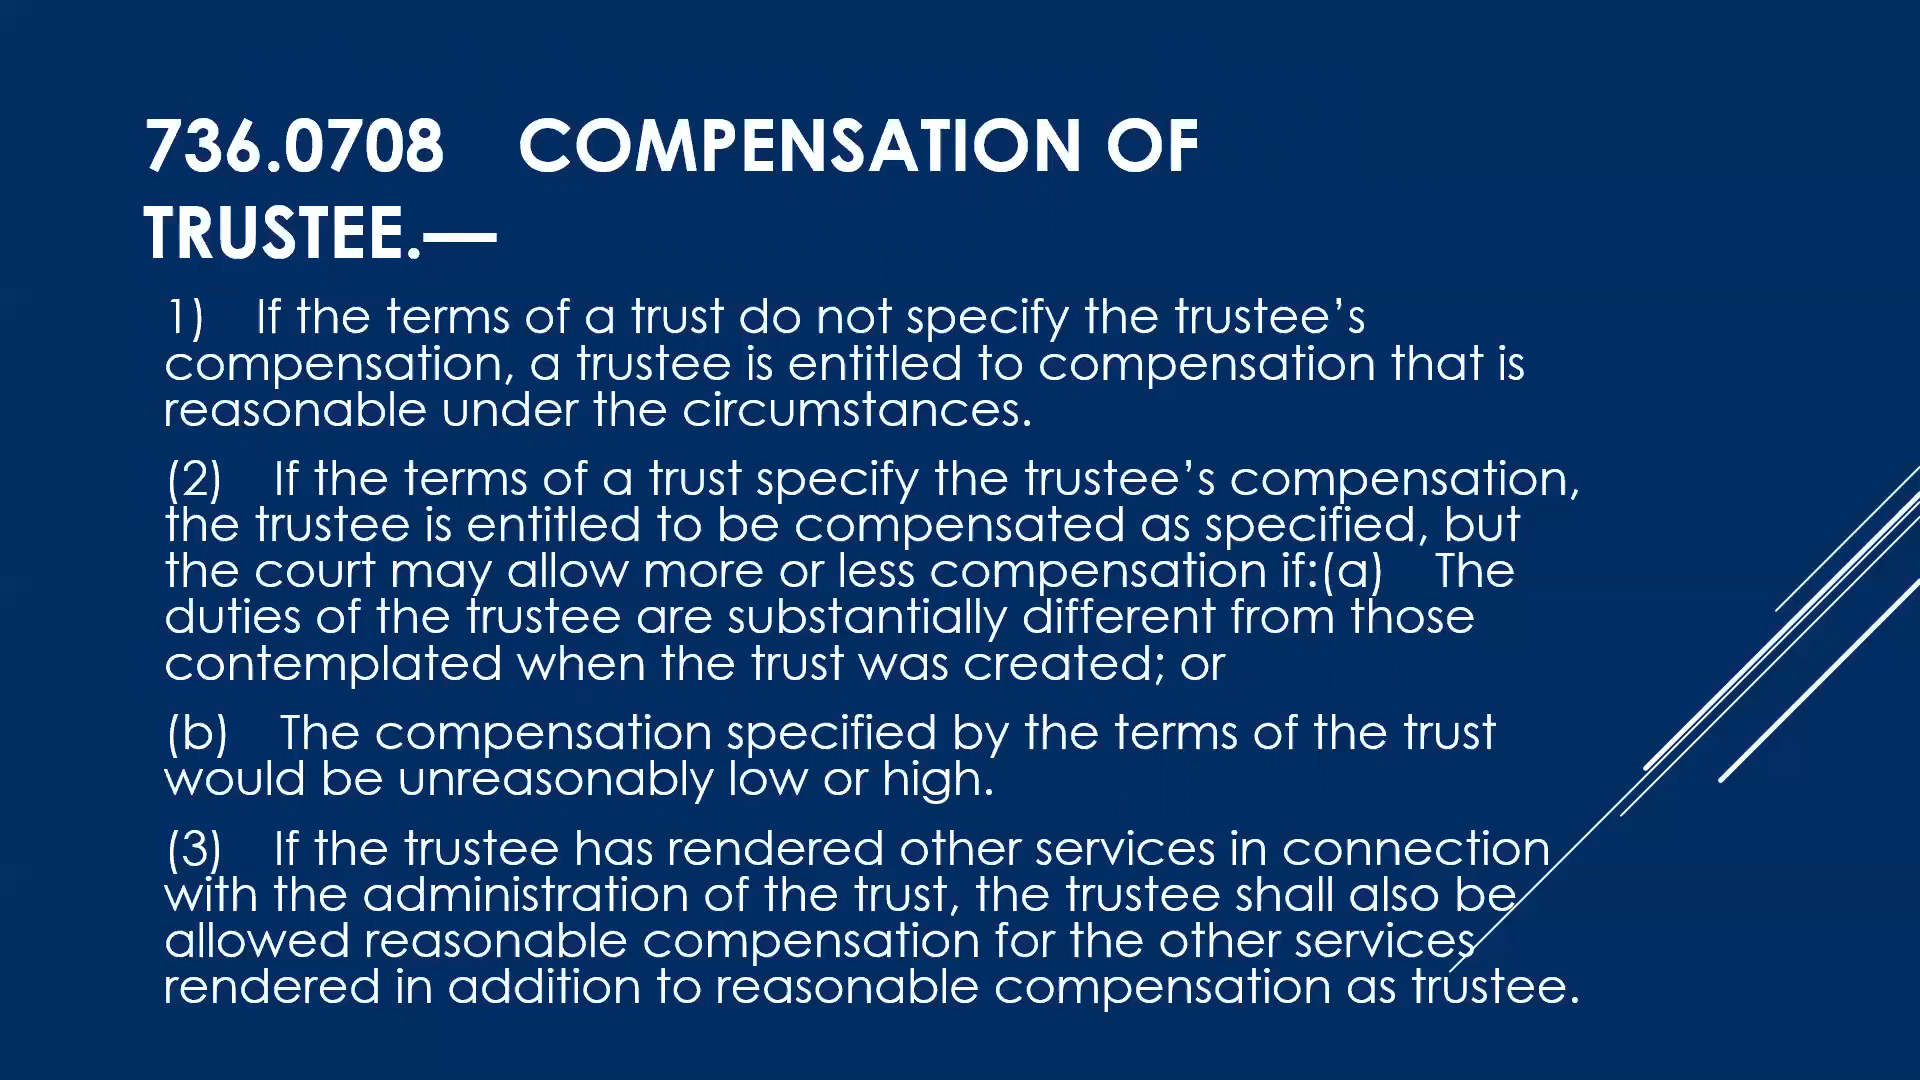 736.0708 COMPENSATION OF
TRUSTEE.—
1) If the terms of a trust do not specify the trustee’s
compensation, a trustee is entitled to compensation that is
reasonable under the circumstances.
(2) If the terms of a trust specify the trustee’s compensation,
the trustee is entitled to be compensated as specified, but
the court may allow more or less compensation if:(a) The
duties of the trustee are substantially different from those
contemplated when the trust was created; or
(b) The compensation specified by the terms of the trust
would be unreasonably low or high.
(3) If the trustee has rendered other services in connection
with the administration of the trust, the trustee shall also be
allowed reasonable compensation for the other services
rendered in addition to reasonable compensation as trustee.